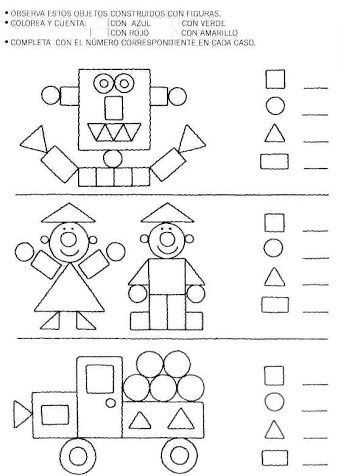 • OBSERVA ESTOS OBJETOS CONSTRUIDOS CON FIGURAS.
• COLOREA Y CUENTA: CON AZUL CON VERDE
CON ROJO CON AMARILLO
• COMPLETA CON EL NÚMERO CORRESPONDIENTE EN CADA CASO.